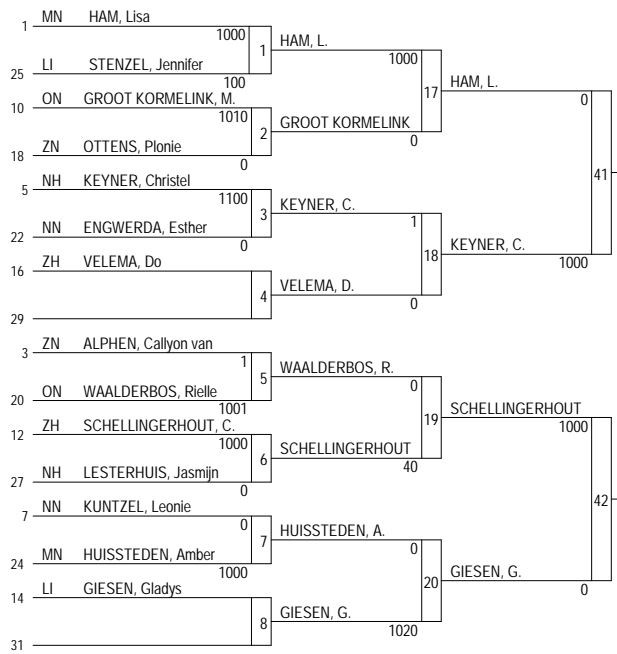 1 MN HAM, Lisa
1000
1 HAM, L.
25 LI STENZEL, Jennifer
100
1000
17 HAM, L.
0
10 ON GROOT KORMELINK, M.
1010
2 GROOT KORMELINK
0
18 ZN OTTENS, Plonie
0
41
5 NH KEYNER, Christel
1100
3 KEYNER, C.
22 NN ENGWERDA, Esther
0
1
18 KEYNER, C.
1000
16 ZH VELEMA, Do
4 VELEMA, D.
0
29
3 ZN ALPHEN, Callyon van
1
5 WAALDERBOS, R.
20 ON WAALDERBOS, Rielle
1001
0
19 SCHELLINGERHOUT
1000
12 ZH SCHELLINGERHOUT, C.
1000
6 SCHELLINGERHOUT
40
27 NH LESTERHUIS, Jasmijn
0
42
7 NN KUNTZEL, Leonie
0
7 HUISSTEDEN, A.
24 MN HUISSTEDEN, Amber
1000
0
20 GIESEN, G.
0
14 LI GIESEN, Gladys
8 GIESEN, G.
1020
31